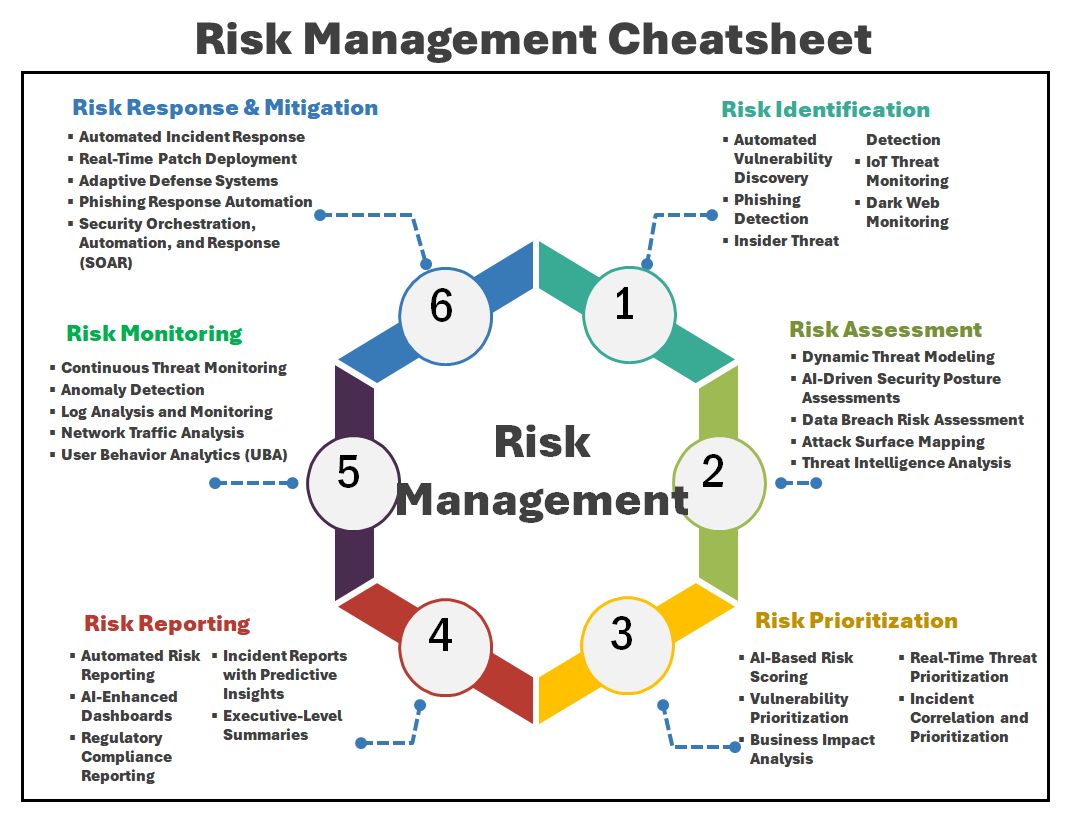 Risk Management Cheatsheet
Risk Response & Mitigation
▪ Automated Incident Response
▪ Real-Time Patch Deployment
▪ Adaptive Defense Systems
▪ Phishing Response Automation
▪ Security Orchestration,
Automation, and Response
(SOAR)
Risk Identification
▪ Automated
Vulnerability
Discovery
▪ Phishing
Detection
▪ Insider Threat
Detection
▪ IoT Threat
Monitoring
▪ Dark Web
Monitoring
6
1
Risk Monitoring
▪ Continuous Threat Monitoring
▪ Anomaly Detection
▪ Log Analysis and Monitoring
▪ Network Traffic Analysis
▪ User Behavior Analytics (UBA)
Risk Assessment
▪ Dynamic Threat Modeling
▪ AI-Driven Security Posture
Assessments
▪ Data Breach Risk Assessment
▪ Attack Surface Mapping
▪ Threat Intelligence Analysis
5
Risk
Management
2
Risk Reporting
▪ Automated Risk
Reporting
▪ AI-Enhanced
Dashboards
▪ Regulatory
Compliance
Reporting
▪ Incident Reports
with Predictive
Insights
▪ Executive-Level
Summaries
4
3
Risk Prioritization
▪ AI-Based Risk
Scoring
▪ Vulnerability
Prioritization
▪ Business Impact
Analysis
▪ Real-Time Threat
Prioritization
▪ Incident
Correlation and
Prioritization